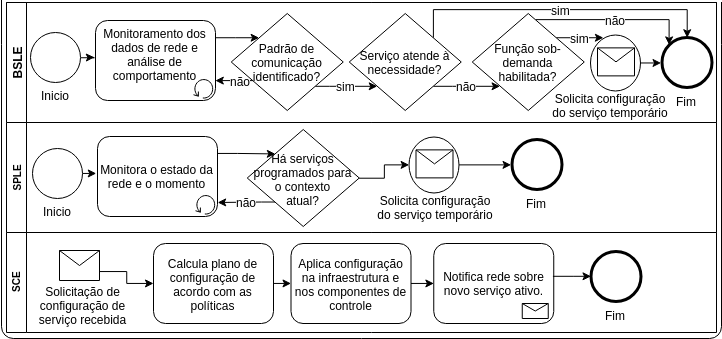 BSLE
Inicio
Monitoramento dos
dados de rede e
análise de
comportamento
não
Padrão de
comunicação
identificado?
sim
Serviço atende à
necessidade?
sim
não
Função sob-
demanda
habilitada?
não
sim
Solicita configuração
do serviço temporário
Fim
SPLE
Inicio
Monitora o estado da
rede e o momento
não
Há serviços
programados para
o contexto
atual?
Solicita configuração
do serviço temporário
Fim
SCE
Solicitação de
configuração de
serviço recebida
Calcula plano de
configuração de
acordo com as
políticas
Aplica configuração
na infraestrutura e
nos componentes de
controle
Notifica rede sobre
novo serviço ativo.
Fim